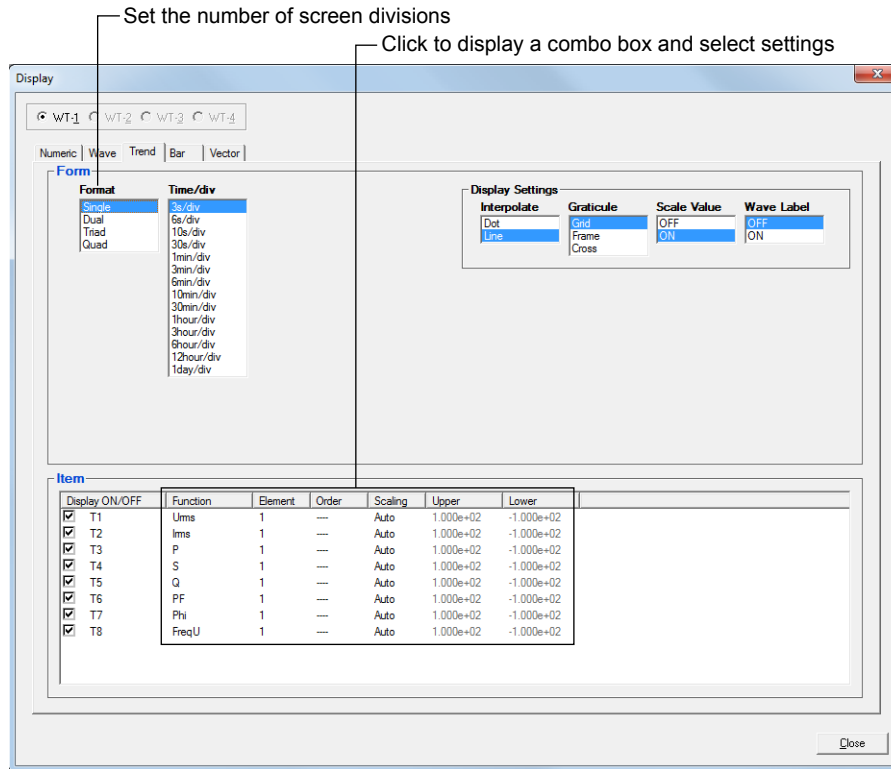 Set the number of screen divisions
Click to display a combo box and select settings
Display
WT-1 WT-2 WT-3 WT-4
Numeric Wave Trend Bar Vector
Form
Format Time/div
Single
Dual
Triad
Quad
3s/div
6s/div
10s/div
30s/div
1min/div
3min/div
6min/div
10min/div
30min/div
1hour/div
3hour/div
6hour/div
12hour/div
1day/div
Display Settings
Interpolate Graticule Scale Value Wave Label
Dot Grid OFF OFF
Line Frame ON ON
Cross
Item
Display ON/OFF Function Element Order Scaling Upper Lower
T1 Urms 1 ---- Auto 1.000e+02 -1.000e+02
T2 Irms 1 ---- Auto 1.000e+02 -1.000e+02
T3 P 1 ---- Auto 1.000e+02 -1.000e+02
T4 S 1 ---- Auto 1.000e+02 -1.000e+02
T5 Q 1 ---- Auto 1.000e+02 -1.000e+02
T6 PF 1 ---- Auto 1.000e+02 -1.000e+02
T7 Phi 1 ---- Auto 1.000e+02 -1.000e+02
T8 FreqU 1 ---- Auto 1.000e+02 -1.000e+02
Close